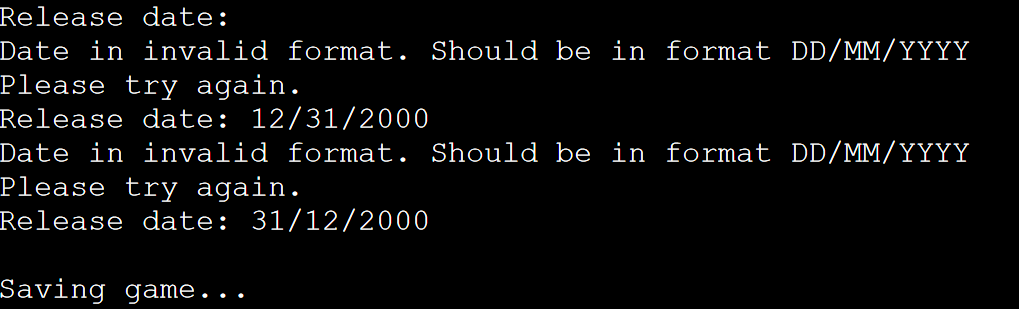 Release date:
Date in invalid format. Should be in format DD/MM/YYYY
Please try again.
Release date: 12/31/2000
Date in invalid format. Should be in format DD/MM/YYYY
Please try again.
Release date: 31/12/2000
Saving game...